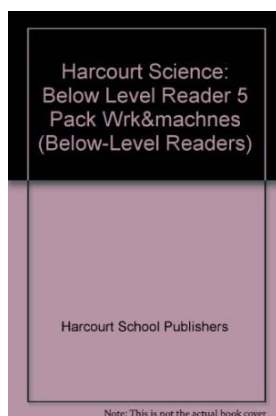 Harcourt Science:
Below Level Reader 5
Pack Wrk&machnes
(Below-Level Readers)
Harcourt School Publishers
Note: This is not the actual book cover